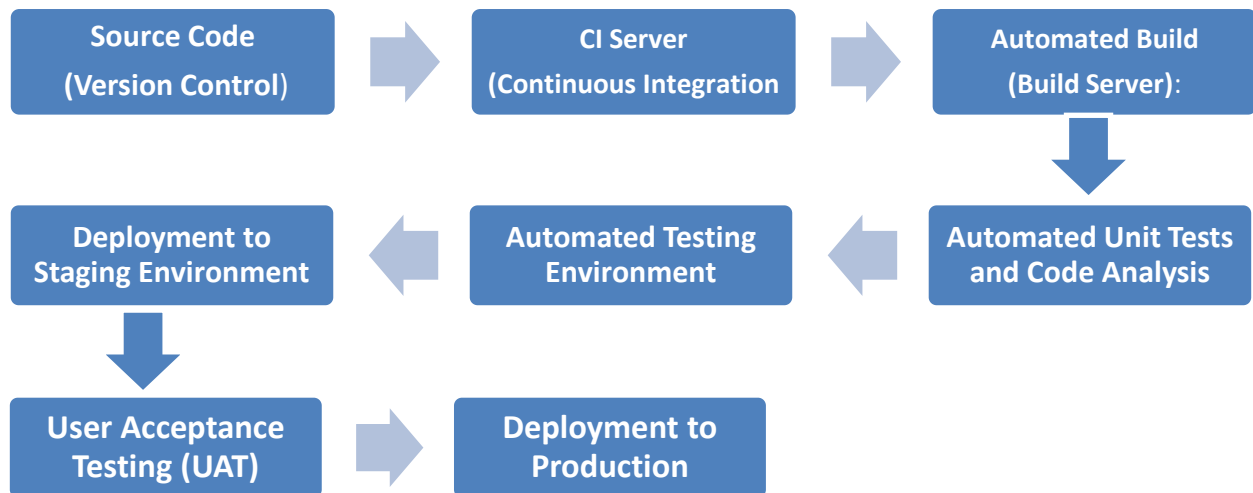 Source Code
(Version Control)
CI Server
(Continuous Integration
Automated Build
(Build Server):
Automated Unit Tests
and Code Analysis
Automated Testing
Environment
Deployment to
Staging Environment
User Acceptance
Testing (UAT)
Deployment to
Production